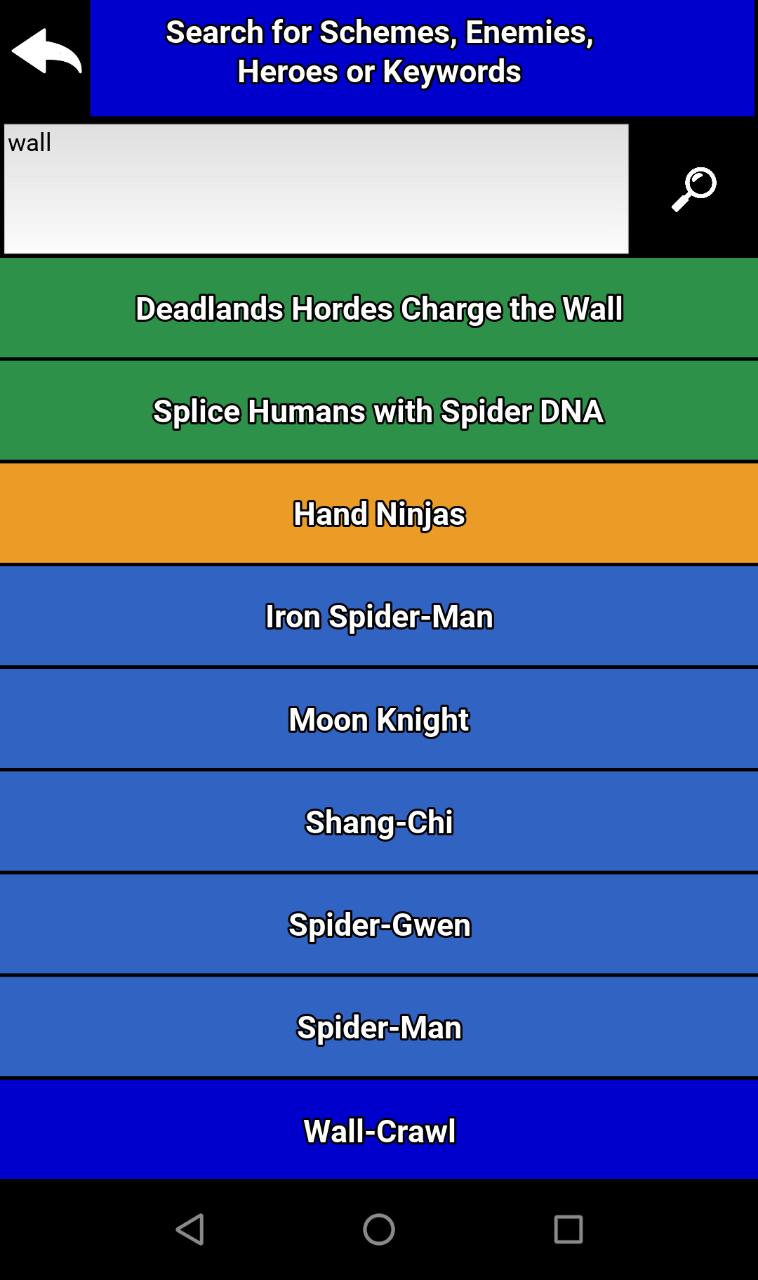 Search for Schemes, Enemies,
Heroes or Keywords
wall
Deadlands Hordes Charge the Wall
Splice Humans with Spider DNA
Hand Ninjas
Iron Spider-Man
Moon Knight
Shang-Chi
Spider-Gwen
Spider-Man
Wall-Crawl